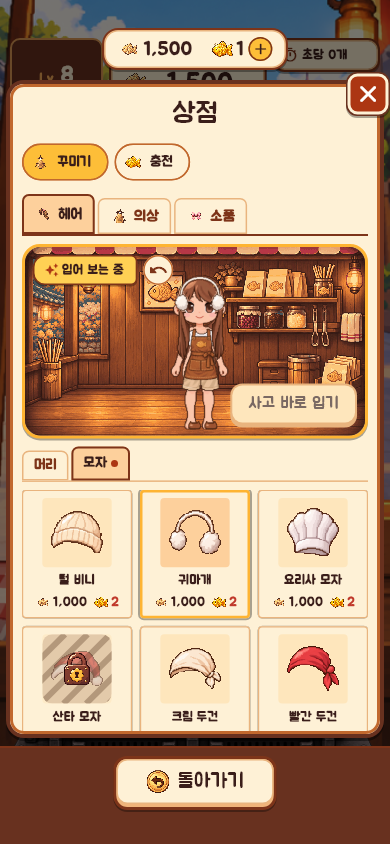 1,500 1
초당 0개
Lv 8
1,500
상점
꾸미기 충전
헤어 의상 소품
입어 보는 중
사고 바로 입기
머리 모자
털 비니 귀마개 요리사 모자
1,000 2 1,000 2 1,000 2
산타 모자 크림 두건 빨간 두건
돌아가기